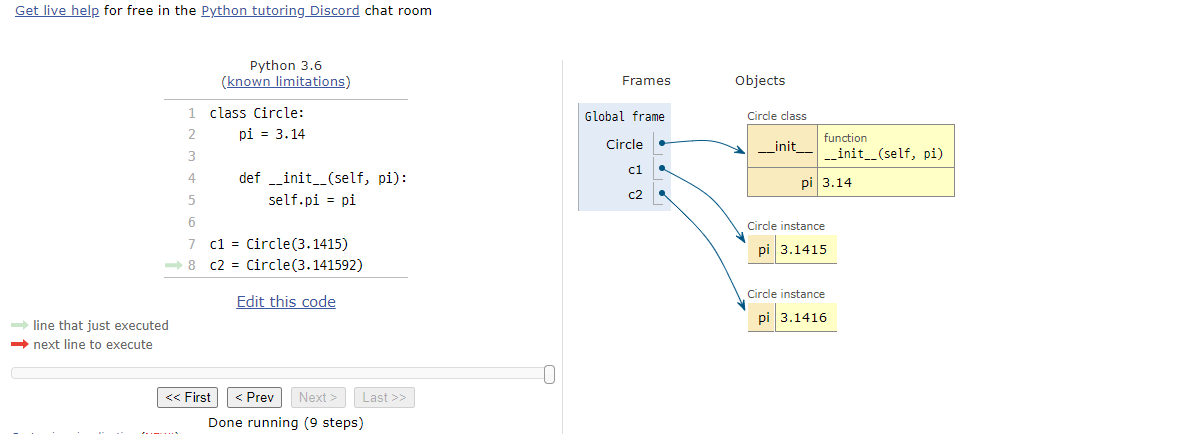 Get live help for free in the Python tutoring Discord chat room
Python 3.6
(known limitations)
1 class Circle:
2 pi = 3.14
3
4 def __init__(self, pi):
5 self.pi = pi
6
7 c1 = Circle(3.1415)
8 c2 = Circle(3.141592)
Edit this code
line that just executed
next line to execute
<< First < Prev Next > Last >>
Done running (9 steps)
Frames
Objects
Global frame
Circle
c1
c2
Circle class
__init__ function
__init__(self, pi)
pi 3.14
Circle instance
pi 3.1415
Circle instance
pi 3.1416